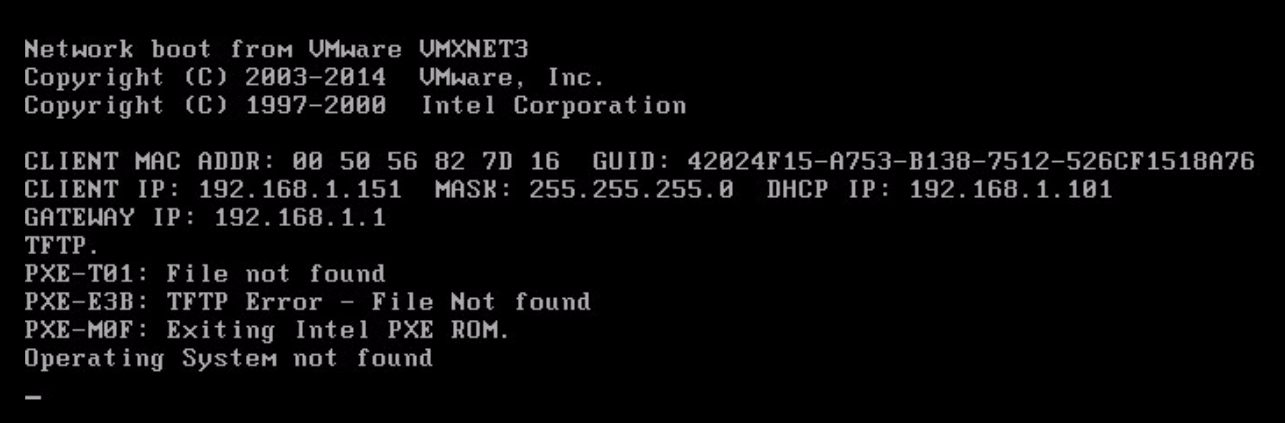 Network boot from VMware VMXNET3
Copyright (C) 2003-2014  VMware, Inc.
Copyright (C) 1997-2000  Intel Corporation
CLIENT MAC ADDR: 00 50 56 82 7D 16  GUID: 42024F15-A753-B138-7512-526CF1518A76
CLIENT IP: 192.168.1.151  MASK: 255.255.255.0  DHCP IP: 192.168.1.101
GATEWAY IP: 192.168.1.1
TFTP.
PXE-T01: File not found
PXE-E3B: TFTP Error - File Not found
PXE-M0F: Exiting Intel PXE ROM.
Operating System not found